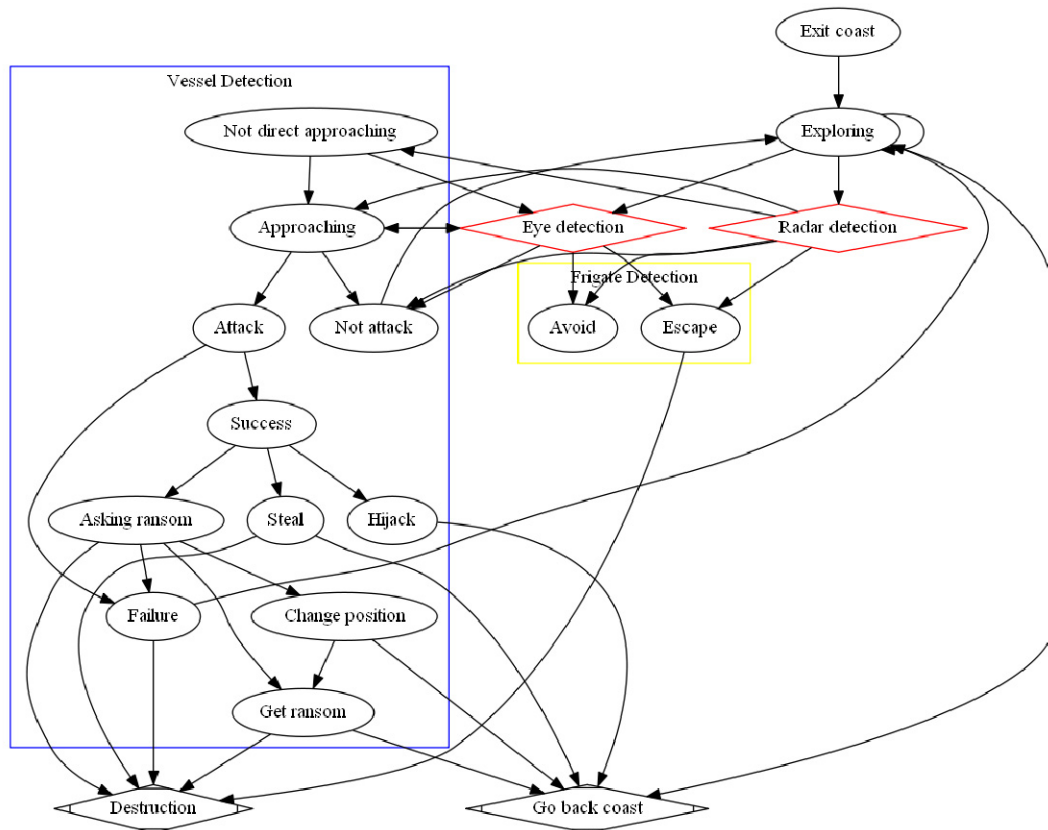 Exit coast
Vessel Detection
Not direct approaching
Exploring
Approaching
Eye detection
Radar detection
Frigate Detection
Attack
Not attack
Avoid
Escape
Success
Asking ransom
Steal
Hijack
Failure
Change position
Get ransom
Destruction
Go back coast